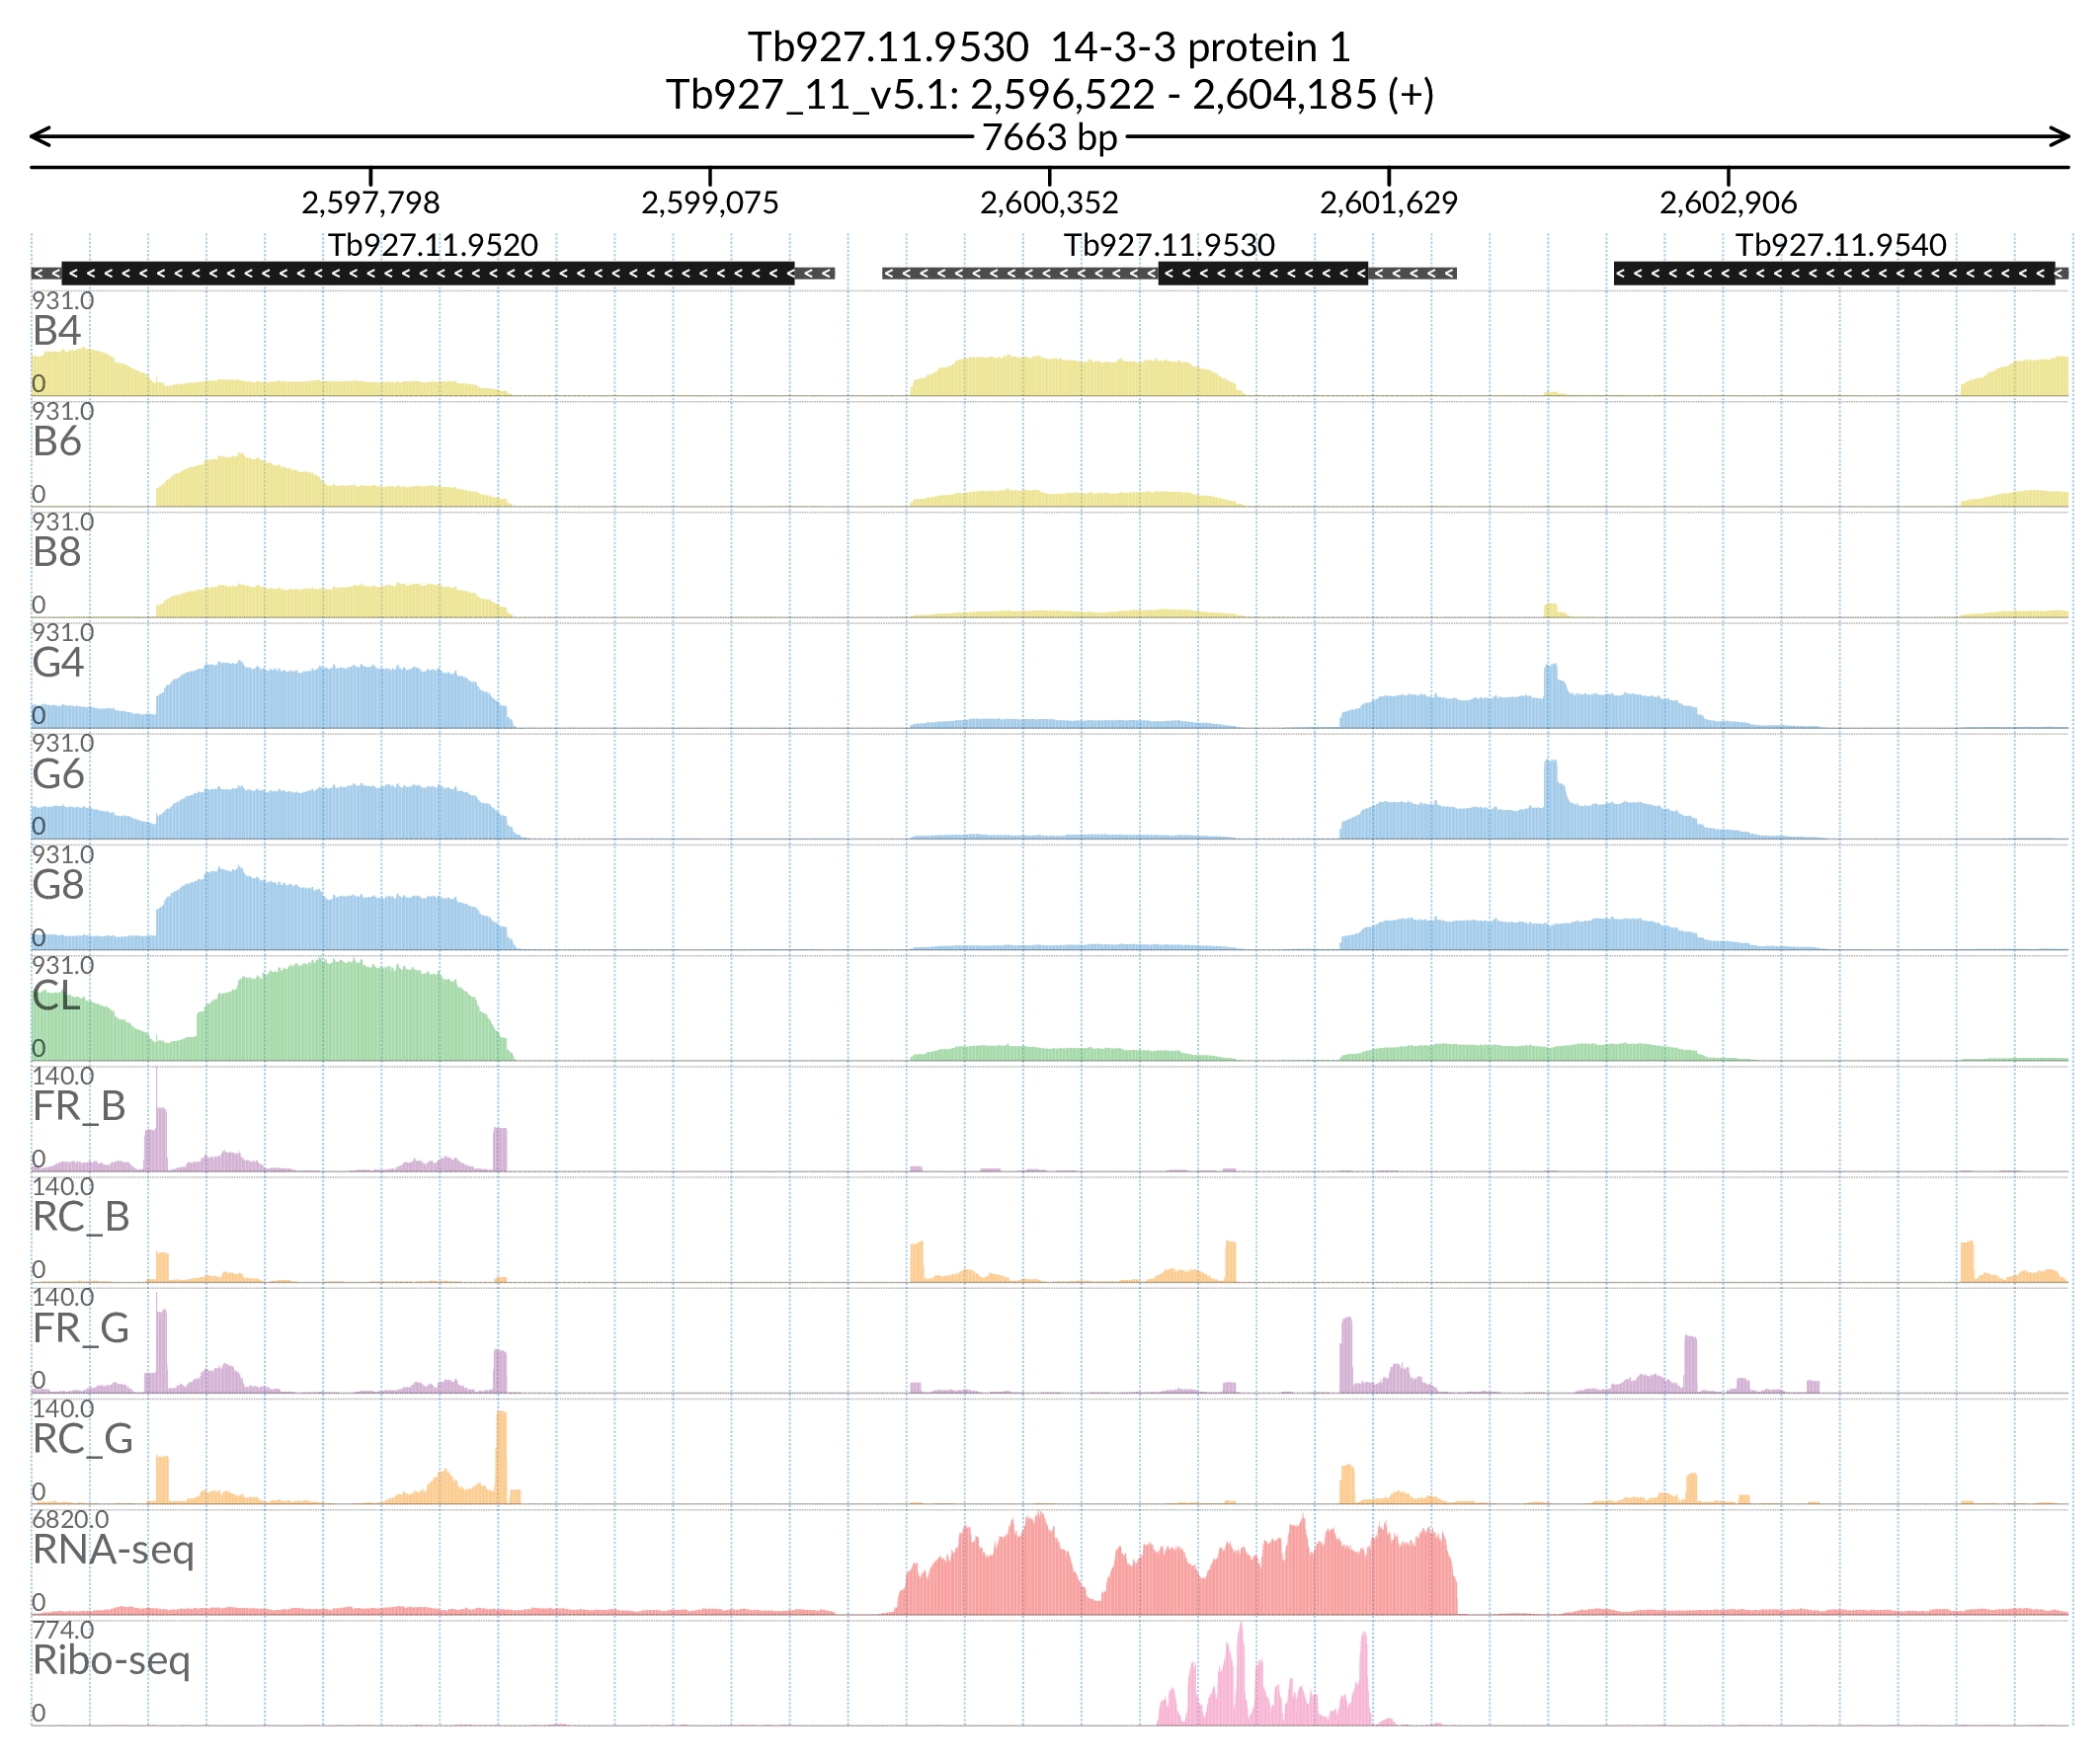 Tb927.11.9530 14-3-3 protein 1
Tb927_11_v5.1: 2,596,522 - 2,604,185 (+)
7663 bp
2,597,798 2,599,075 2,600,352 2,601,629 2,602,906
Tb927.11.9520 Tb927.11.9530 Tb927.11.9540
931.0
B4
0
931.0
B6
0
931.0
B8
0
931.0
G4
0
931.0
G6
0
931.0
G8
0
931.0
CL
0
140.0
FR_B
0
140.0
RC_B
0
140.0
FR_G
0
140.0
RC_G
0
6820.0
RNA-seq
0
774.0
Ribo-seq
0